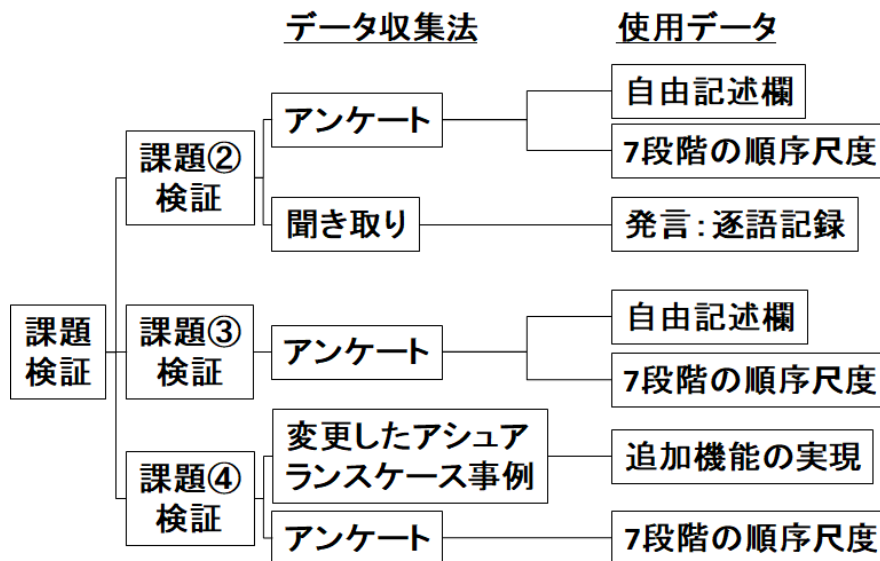 データ収集法
使用データ
課題
検証
課題②
検証
アンケート
自由記述欄
7段階の順序尺度
聞き取り
発言：逐語記録
課題③
検証
アンケート
自由記述欄
7段階の順序尺度
課題④
検証
変更したアシュア
ランスケース事例
追加機能の実現
アンケート
7段階の順序尺度